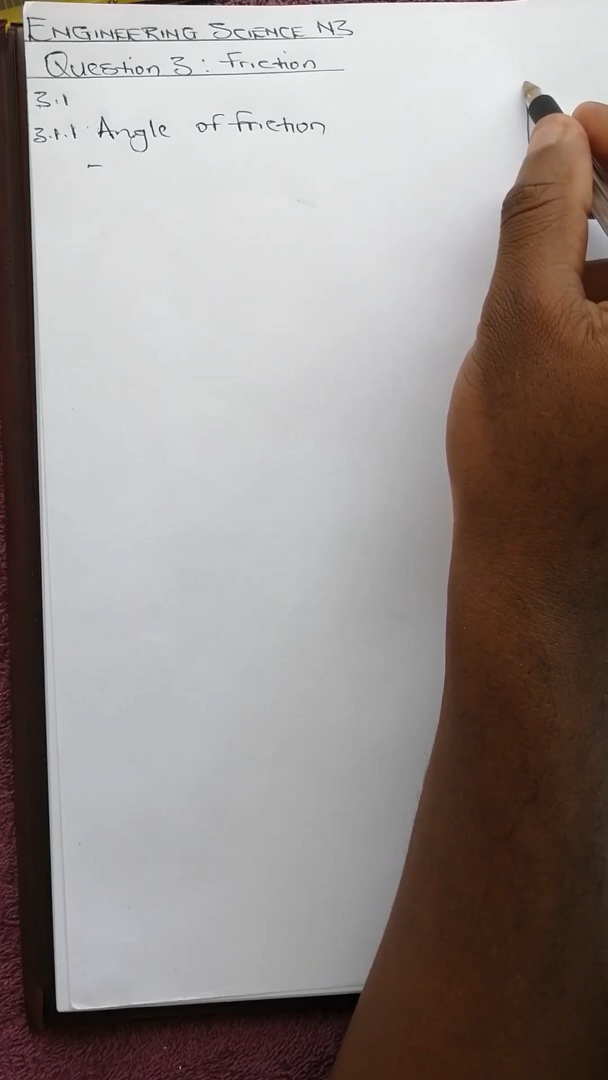 ENGINEERING SCIENCE N3
Question 3: Friction
3.1
3.1.1 Angle of friction
-